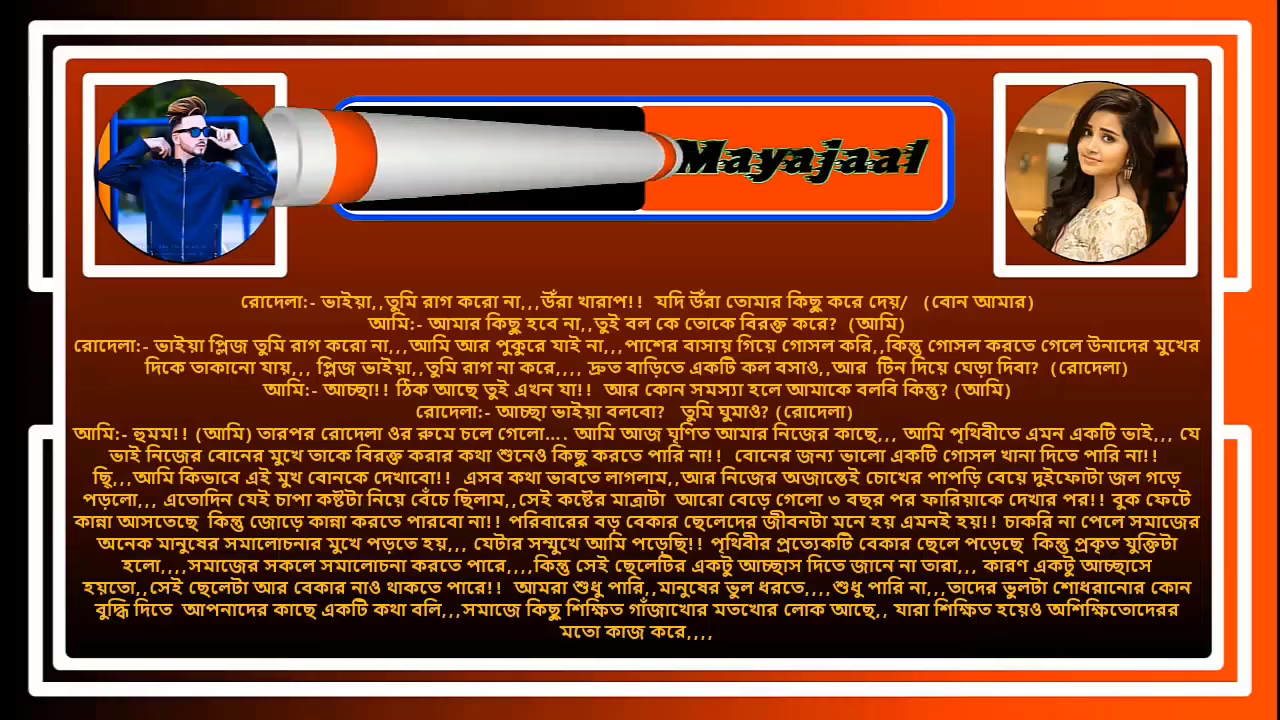 Mayajaal
রোদেলা:- ভাইয়া,,তুমি রাগ করো না,,,উঁরা খারাপ!! যদি উঁরা তোমার কিছু করে দেয়/ (বোন আমার)
আমি:- আমার কিছু হবে না,,তুই বল কে তোকে বিরক্ত করে? (আমি)
রোদেলা:- ভাইয়া প্লিজ তুমি রাগ করো না,,,আমি আর পুকুরে যাই না,,,পাশের বাসায় গিয়ে গোসল করি,,কিন্তু গোসল করতে গেলে উনাদের মুখের
দিকে তাকানো যায়,,, প্লিজ ভাইয়া,,তুমি রাগ না করে,,,, দ্রুত বাড়িতে একটি কল বসাও,,আর টিন দিয়ে ঘেড়া দিবা? (রোদেলা)
আমি:- আচ্ছা!! ঠিক আছে তুই এখন যা!! আর কোন সমস্যা হলে আমাকে বলবি কিন্তু? (আমি)
রোদেলা:- আচ্ছা ভাইয়া বলবো? তুমি ঘুমাও? (রোদেলা)
আমি:- হুমম!! (আমি) তারপর রোদেলা ওর রুমে চলে গেলো.... আমি আজ ঘৃণিত আমার নিজের কাছে,,, আমি পৃথিবীতে এমন একটি ভাই,,, যে
ভাই নিজের বোনের মুখে তাকে বিরক্ত করার কথা শুনেও কিছু করতে পারি না!! বোনের জন্য ভালো একটি গোসল খানা দিতে পারি না!!
ছি,,,আমি কিভাবে এই মুখ বোনকে দেখাবো!! এসব কথা ভাবতে লাগলাম,,আর নিজের অজান্তেই চোখের পাপড়ি বেয়ে দুইফোটা জল গড়ে
পড়লো,,, এতোদিন যেই চাপা কষ্টটা নিয়ে বেঁচে ছিলাম,,সেই কষ্টের মাত্রাটা আরো বেড়ে গেলো ৩ বছর পর ফারিয়াকে দেখার পর!! বুক ফেটে
কান্না আসতেছে কিন্তু জোড়ে কান্না করতে পারবো না!! পরিবারের বড় বেকার ছেলেদের জীবনটা মনে হয় এমনই হয়!! চাকরি না পেলে সমাজের
অনেক মানুষের সমালোচনার মুখে পড়তে হয়,,, যেটার সম্মুখে আমি পড়েছি!! পৃথিবীর প্রত্যেকটি বেকার ছেলে পড়েছে কিন্তু প্রকৃত যুক্তিটা
হলো,,,,সমাজের সকলে সমালোচনা করতে পারে,,,,কিন্তু সেই ছেলেটির একটু আচ্ছাস দিতে জানে না তারা,,, কারণ একটু আচ্ছাসে
হয়তো,,সেই ছেলেটা আর বেকার নাও থাকতে পারে!! আমরা শুধু পারি,,মানুষের ভুল ধরতে,,,,শুধু পারি না,,,তাদের ভুলটা শোধরানোর কোন
বুদ্ধি দিতে আপনাদের কাছে একটি কথা বলি,,,সমাজে কিছু শিক্ষিত গাঁজাখোর মতখোর লোক আছে,, যারা শিক্ষিত হয়েও অশিক্ষিতোদেরর
মতো কাজ করে,,,,